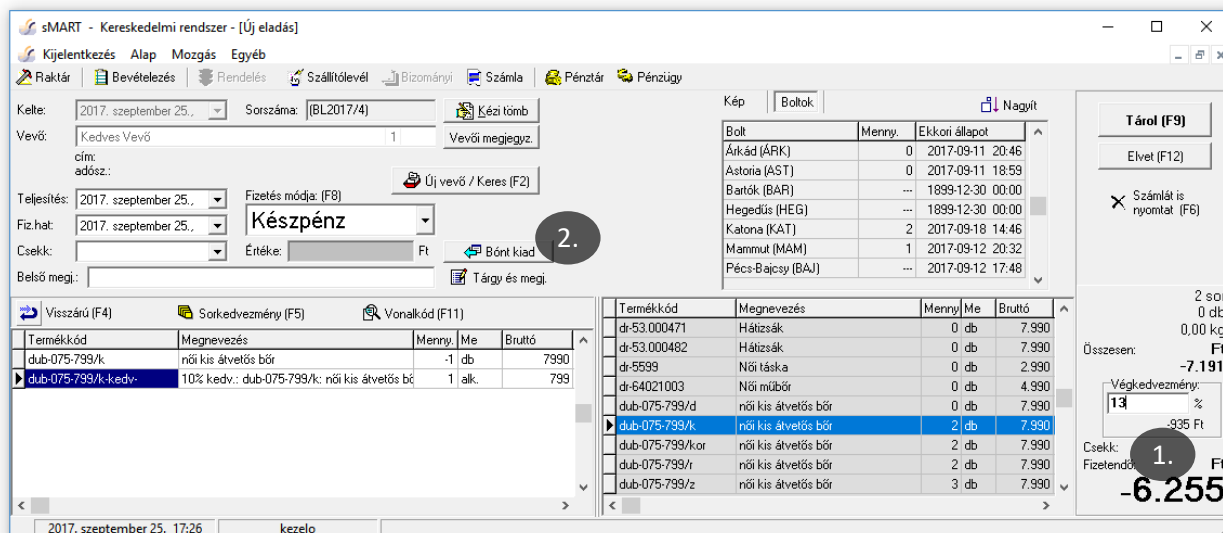 sMART - Kereskedelmi rendszer - [Új eladás]
Kijelentkezés Alap Mozgás Egyéb
Raktár Bevételezés Rendelés Szállítólevél Bizományi Számla Pénztár Pénzügy
Kelte: 2017. szeptember 25., Sorszáma: (BL2017/4) Kézi tömb
Vevő: Kedves Vevő 1 Vevői megjegyz.
cím:
adósz.:
Új vevő / Keres (F2)
Teljesítés: 2017. szeptember 25., Fizetés módja: (F8)
Fiz.hat: 2017. szeptember 25., Készpénz
Csekk: Értéke: Ft Bónt kiad 2.
Belső megj.: Tárgy és megj.
Kép Boltok Nagyít
Bolt Menny. Ekkori állapot
Árkád (ÁRK) 0 2017-09-11 20:46
Astoria (AST) 0 2017-09-11 18:59
Bartók (BAR) --- 1899-12-30 00:00
Hegedűs (HEG) --- 1899-12-30 00:00
Katona (KAT) 2 2017-09-18 14:46
Mammut (MAM) 1 2017-09-12 20:32
Pécs-Bajcsy (BAJ) --- 2017-09-12 17:48
Tárol (F9)
Elvet (F12)
Számlát is
nyomtat (F6)
Visszárú (F4) Sorkedvezmény (F5) Vonalkód (F11)
Termékkód Megnevezés Menny. Me Bruttó
dub-075-799/k női kis átvetős bőr -1 db 7990
dub-075-799/k-kedv- 10% kedv.: dub-075-799/k: női kis átvetős bő 1 alk. 799
Termékkód Megnevezés Menny Me Bruttó
dr-53.000471 Hátizsák 0 db 7.990
dr-53.000482 Hátizsák 0 db 7.990
dr-5599 Női táska 0 db 2.990
dr-64021003 Női műbőr 0 db 4.990
dub-075-799/d női kis átvetős bőr 0 db 7.990
dub-075-799/k női kis átvetős bőr 2 db 7.990
dub-075-799/kor női kis átvetős bőr 2 db 7.990
dub-075-799/r női kis átvetős bőr 2 db 7.990
dub-075-799/z női kis átvetős bőr 3 db 7.990
2 sor
0 db
0,00 kg
Összesen: Ft
-7.191
Végkedvezmény:
13 %
-935 Ft
Csekk:
Fizetendő: 1. Ft
-6.255
2017. szeptember 25. 17:26 kezelo